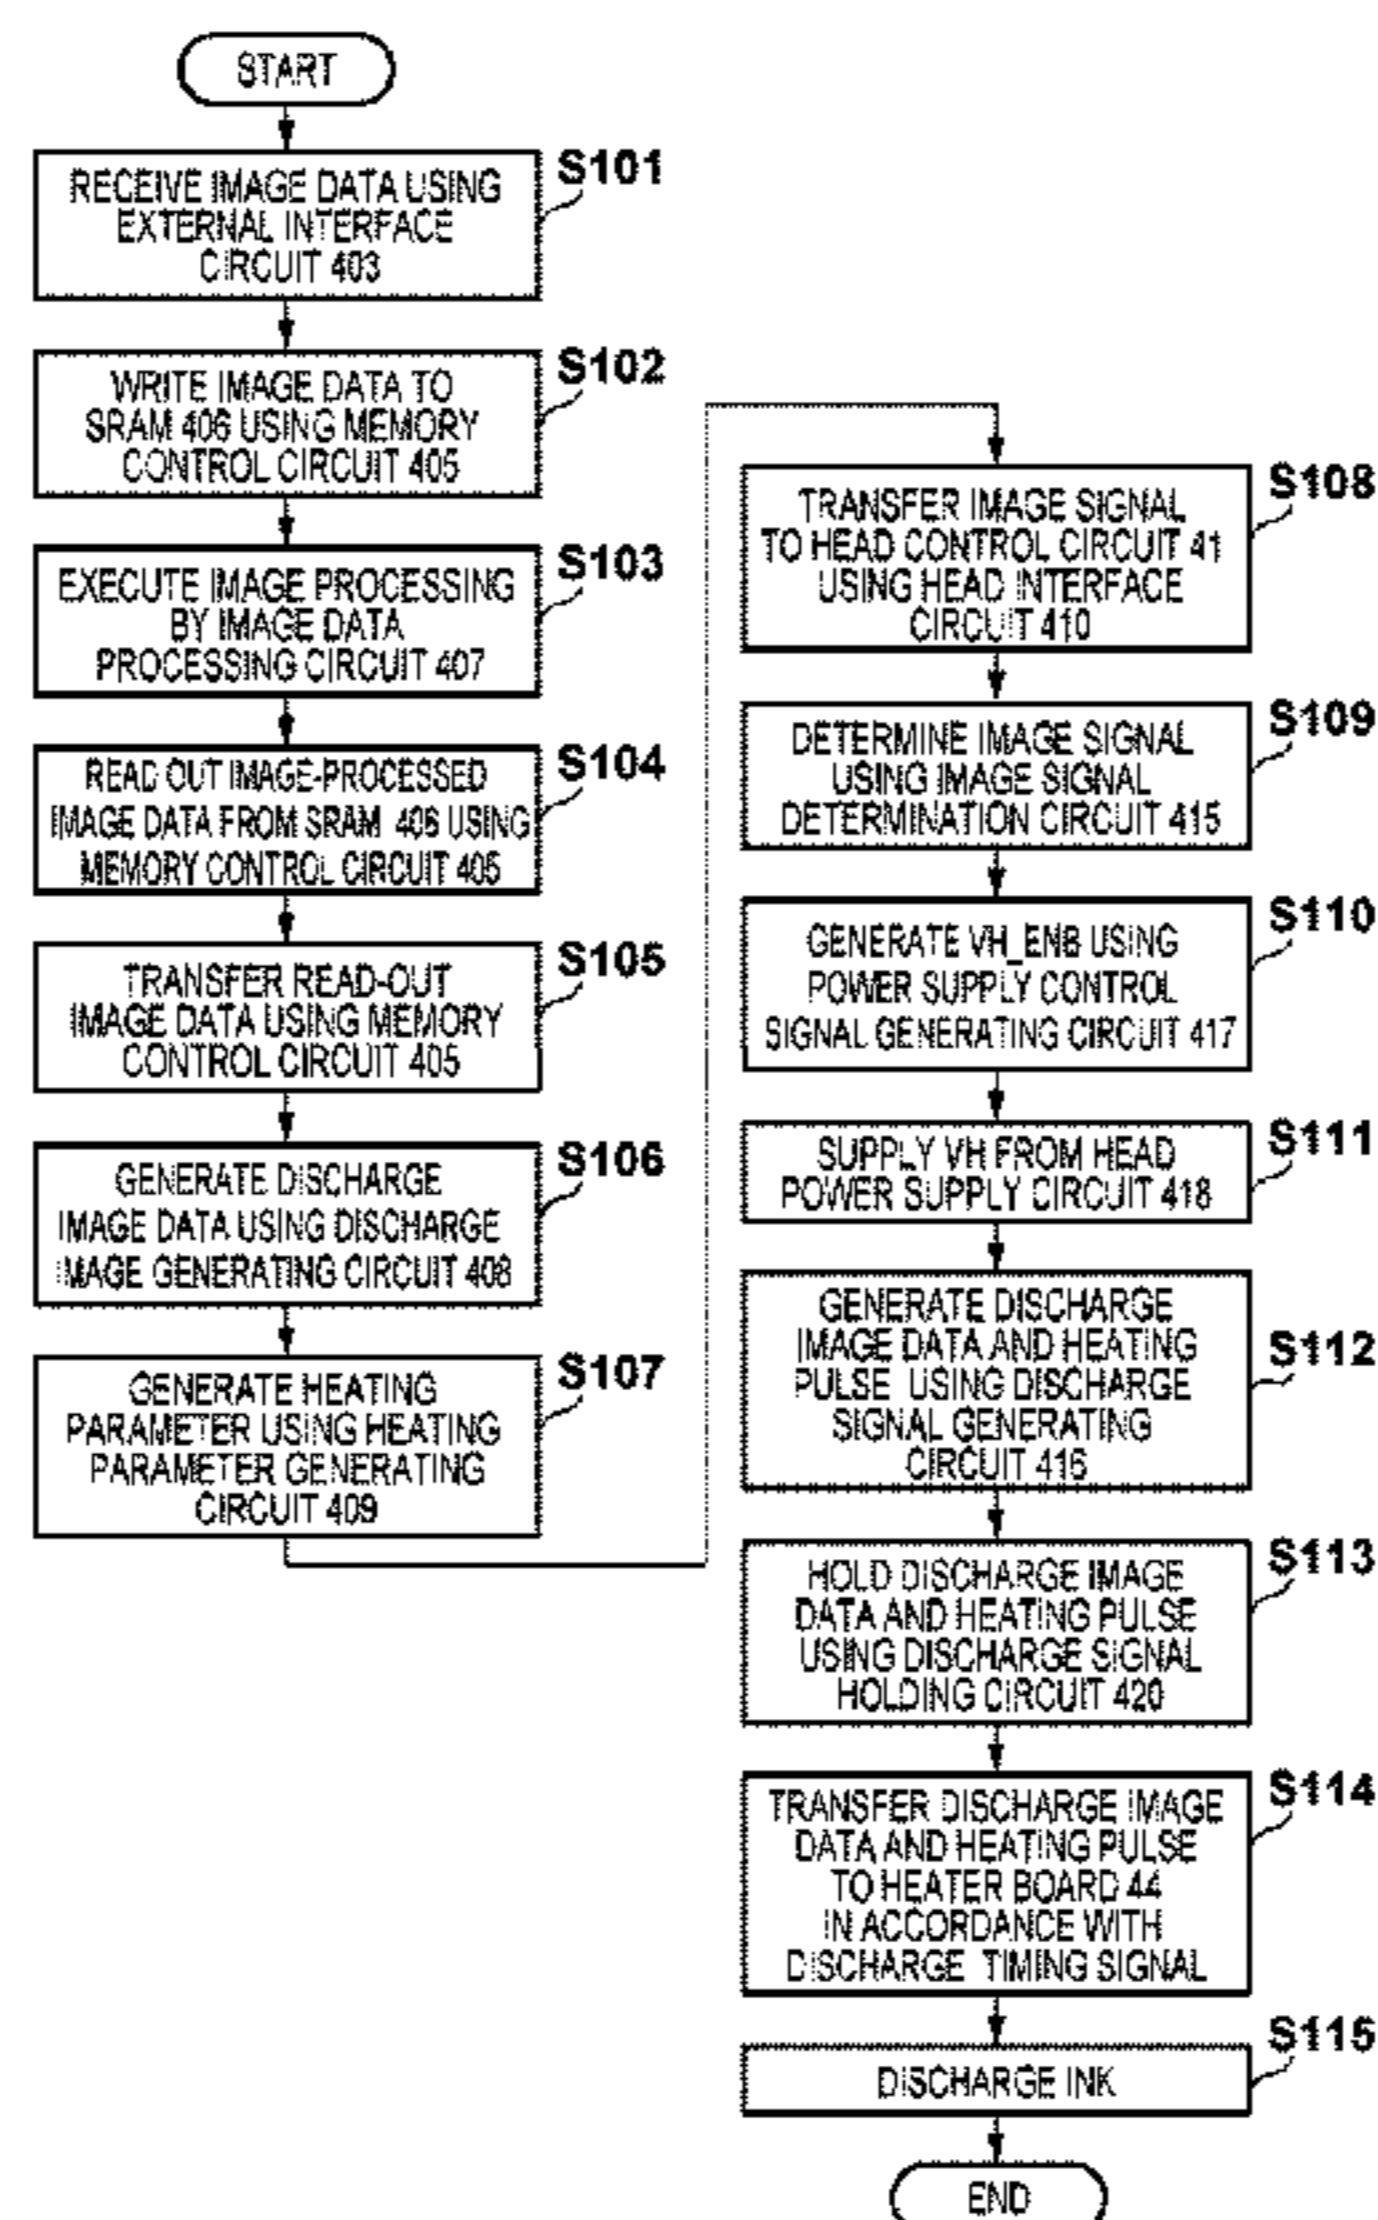 START
S101
RECEIVE IMAGE DATA USING
EXTERNAL INTERFACE
CIRCUIT 403
S102
WRITE IMAGE DATA TO
SRAM 406 USING MEMORY
CONTROL CIRCUIT 405
S103
EXECUTE IMAGE PROCESSING
BY IMAGE DATA
PROCESSING CIRCUIT 407
S104
READ OUT IMAGE-PROCESSED
IMAGE DATA FROM SRAM 406 USING
MEMORY CONTROL CIRCUIT 405
S105
TRANSFER READ-OUT
IMAGE DATA USING MEMORY
CONTROL CIRCUIT 405
S106
GENERATE DISCHARGE
IMAGE DATA USING DISCHARGE
IMAGE GENERATING CIRCUIT 408
S107
GENERATE HEATING
PARAMETER USING HEATING
PARAMETER GENERATING
CIRCUIT 409
S108
TRANSFER IMAGE SIGNAL
TO HEAD CONTROL CIRCUIT 41
USING HEAD INTERFACE
CIRCUIT 410
S109
DETERMINE IMAGE SIGNAL
USING IMAGE SIGNAL
DETERMINATION CIRCUIT 415
S110
GENERATE VH_ENB USING
POWER SUPPLY CONTROL
SIGNAL GENERATING CIRCUIT 417
S111
SUPPLY VH FROM HEAD
POWER SUPPLY CIRCUIT 418
S112
GENERATE DISCHARGE
IMAGE DATA AND HEATING
PULSE USING DISCHARGE
SIGNAL GENERATING
CIRCUIT 416
S113
HOLD DISCHARGE IMAGE
DATA AND HEATING PULSE
USING DISCHARGE SIGNAL
HOLDING CIRCUIT 420
S114
TRANSFER DISCHARGE IMAGE
DATA AND HEATING PULSE
TO HEATER BOARD 44
IN ACCORDANCE WITH
DISCHARGE TIMING SIGNAL
S115
DISCHARGE INK
END